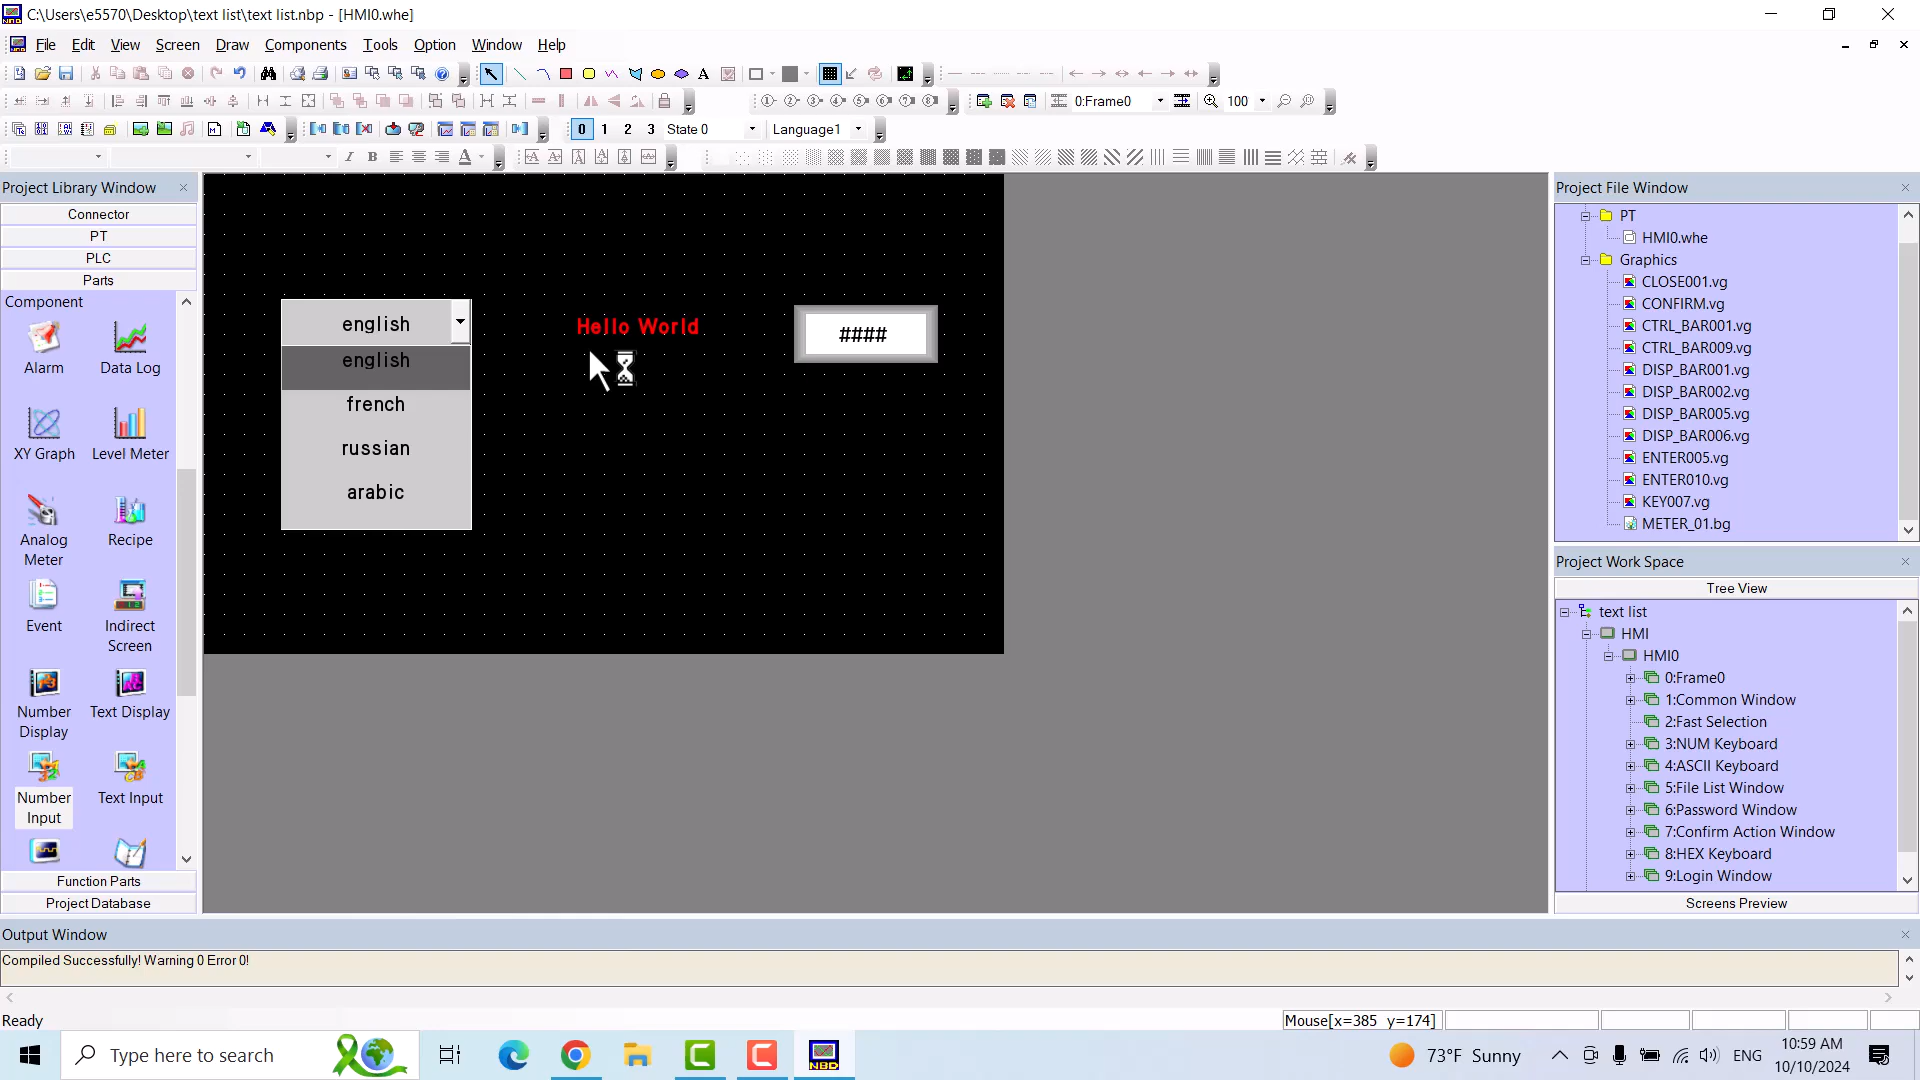 C:\Users\e5570\Desktop\text list\text list.nbp - [HMI0.whe]
File Edit View Screen Draw Components Tools Option Window Help
0:Frame0 100
0 1 2 3 State 0 Language1
Project Library Window
Connector
PT
PLC
Parts
Component
Alarm Data Log
XY Graph Level Meter
Analog Meter Recipe
Event Indirect Screen
Number Display Text Display
Number Input Text Input
Function Parts
Project Database
english
english
french
russian
arabic
Hello World
####
Project File Window
PT
HMI0.whe
Graphics
CLOSE001.vg
CONFIRM.vg
CTRL_BAR001.vg
CTRL_BAR009.vg
DISP_BAR001.vg
DISP_BAR002.vg
DISP_BAR005.vg
DISP_BAR006.vg
ENTER005.vg
ENTER010.vg
KEY007.vg
METER_01.bg
Project Work Space
Tree View
text list
HMI
HMI0
0:Frame0
1:Common Window
2:Fast Selection
3:NUM Keyboard
4:ASCII Keyboard
5:File List Window
6:Password Window
7:Confirm Action Window
8:HEX Keyboard
9:Login Window
Screens Preview
Output Window
Compiled Successfully! Warning 0 Error 0!
Ready
Mouse[x=385 y=174]
Type here to search
NBD
73°F Sunny
ENG
10:59 AM
10/10/2024